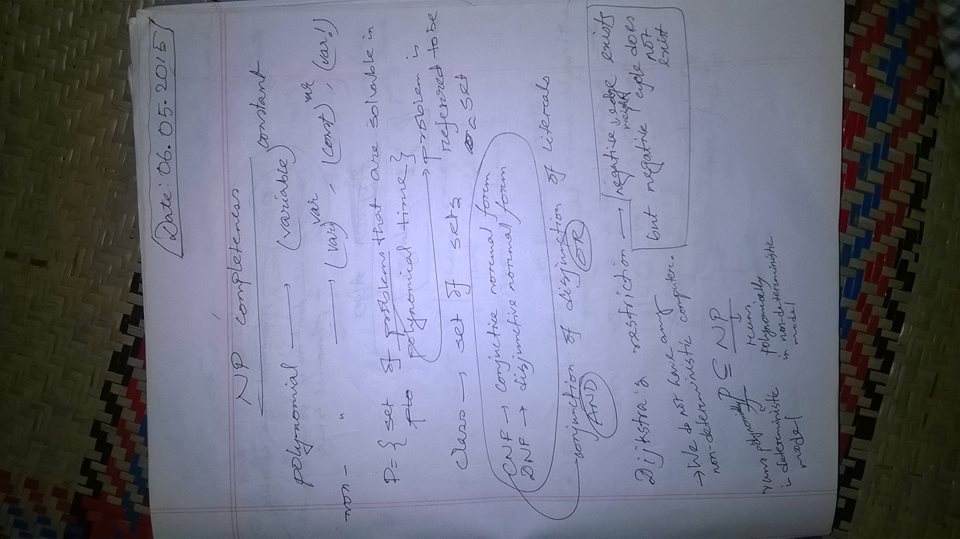 Date: 06.05.2015
NP completeness
polynomial → (variable)^constant
non- " → (var)^var, (const)^var, (var!)
P = { set of problems that are solvable in
polynomial time }
→ problem is
referred to be
a set
class → set of sets
CNF → conjuctive normal form
DNF → disjunctive normal form
conjunction of disjunction of literals
AND OR
Dijkstra's restriction → negative weight edge exists
but negative cycle does
not
exist
→ We do not have any
non-deterministic computer.
P ⊆ NP
runs polynomially
in deterministic
model
runs
polynomially
in non-deterministic
model